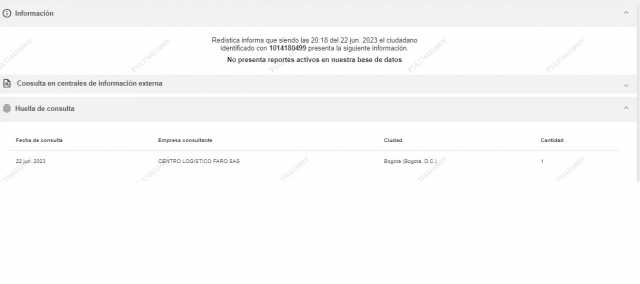 Información
Redistica informa que siendo las 20:18 del 22 jun. 2023 el ciudadano
identificado con 1014180499 presenta la siguiente información.
No presenta reportes activos en nuestra base de datos
Consulta en centrales de información externa
Huella de consulta
Fecha de consulta Empresa consultante Ciudad Cantidad
22 jun. 2023 CENTRO LOGISTICO FARO SAS Bogota (Bogota, D.C.) 1